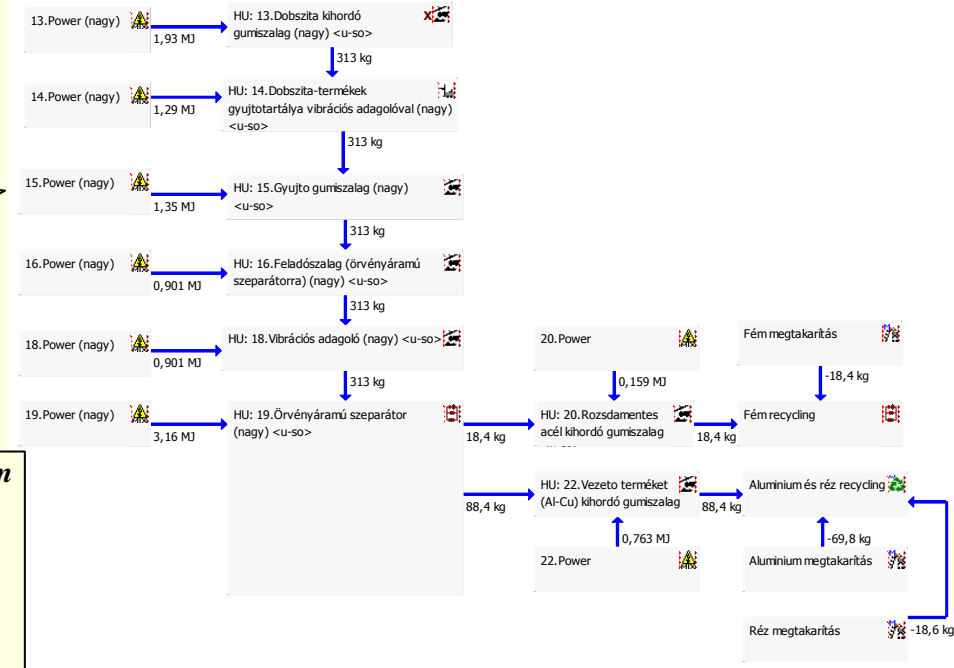 13.Power (nagy)
1,93 MJ
HU: 13.Dobszita kihordó
gumiszalag (nagy) <u-so>
X
313 kg
14.Power (nagy)
1,29 MJ
HU: 14.Dobszita-termékek
gyujtotartálya vibrációs adagolóval (nagy)
<u-so>
313 kg
15.Power (nagy)
1,35 MJ
HU: 15.Gyujto gumiszalag (nagy)
<u-so>
313 kg
16.Power (nagy)
0,901 MJ
HU: 16.Feladószalag (örvényáramú
szeparátorra) (nagy) <u-so>
313 kg
18.Power (nagy)
0,901 MJ
HU: 18.Vibrációs adagoló (nagy) <u-so>
313 kg
20.Power
0,159 MJ
Fém megtakarítás
-18,4 kg
19.Power (nagy)
3,16 MJ
HU: 19.Örvényáramú szeparátor
(nagy) <u-so>
18,4 kg
HU: 20.Rozsdamentes
acél kihordó gumiszalag
18,4 kg
Fém recycling
n
88,4 kg
HU: 22.Vezeto terméket
(Al-Cu) kihordó gumiszalag
88,4 kg
Aluminium és réz recycling
0,763 MJ
22.Power
-69,8 kg
Aluminium megtakarítás
Réz megtakarítás
-18,6 kg